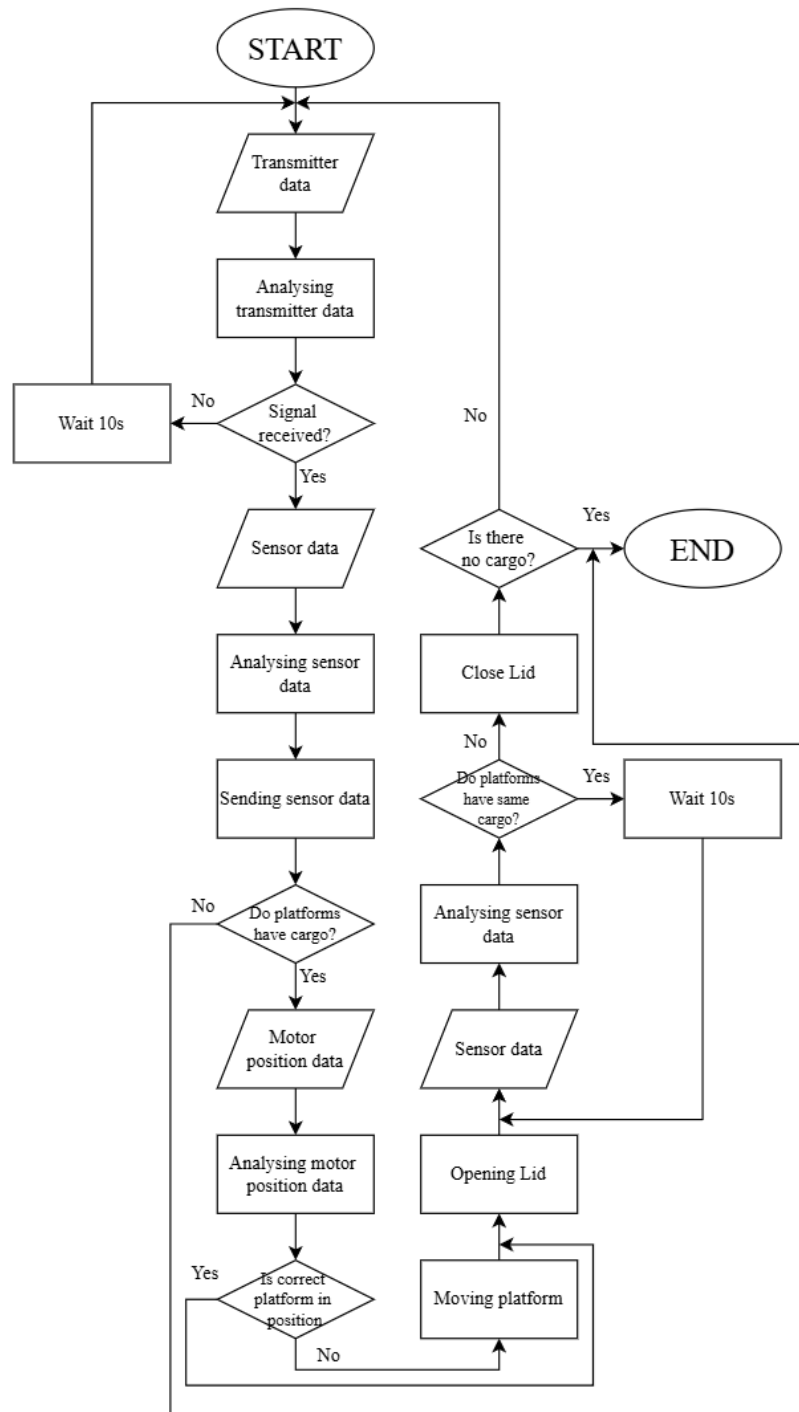 START
Transmitter
data
Analysing
transmitter data
Signal
received?
No
Wait 10s
Yes
Sensor data
Analysing sensor
data
Sending sensor data
Do platforms
have cargo?
No
Yes
Motor
position data
Analysing motor
position data
Is correct
platform in
position
Yes
No
Moving platform
Opening Lid
Sensor data
Analysing sensor
data
Do platforms
have same
cargo?
Yes
Wait 10s
No
Close Lid
Is there
no cargo?
No
Yes
END